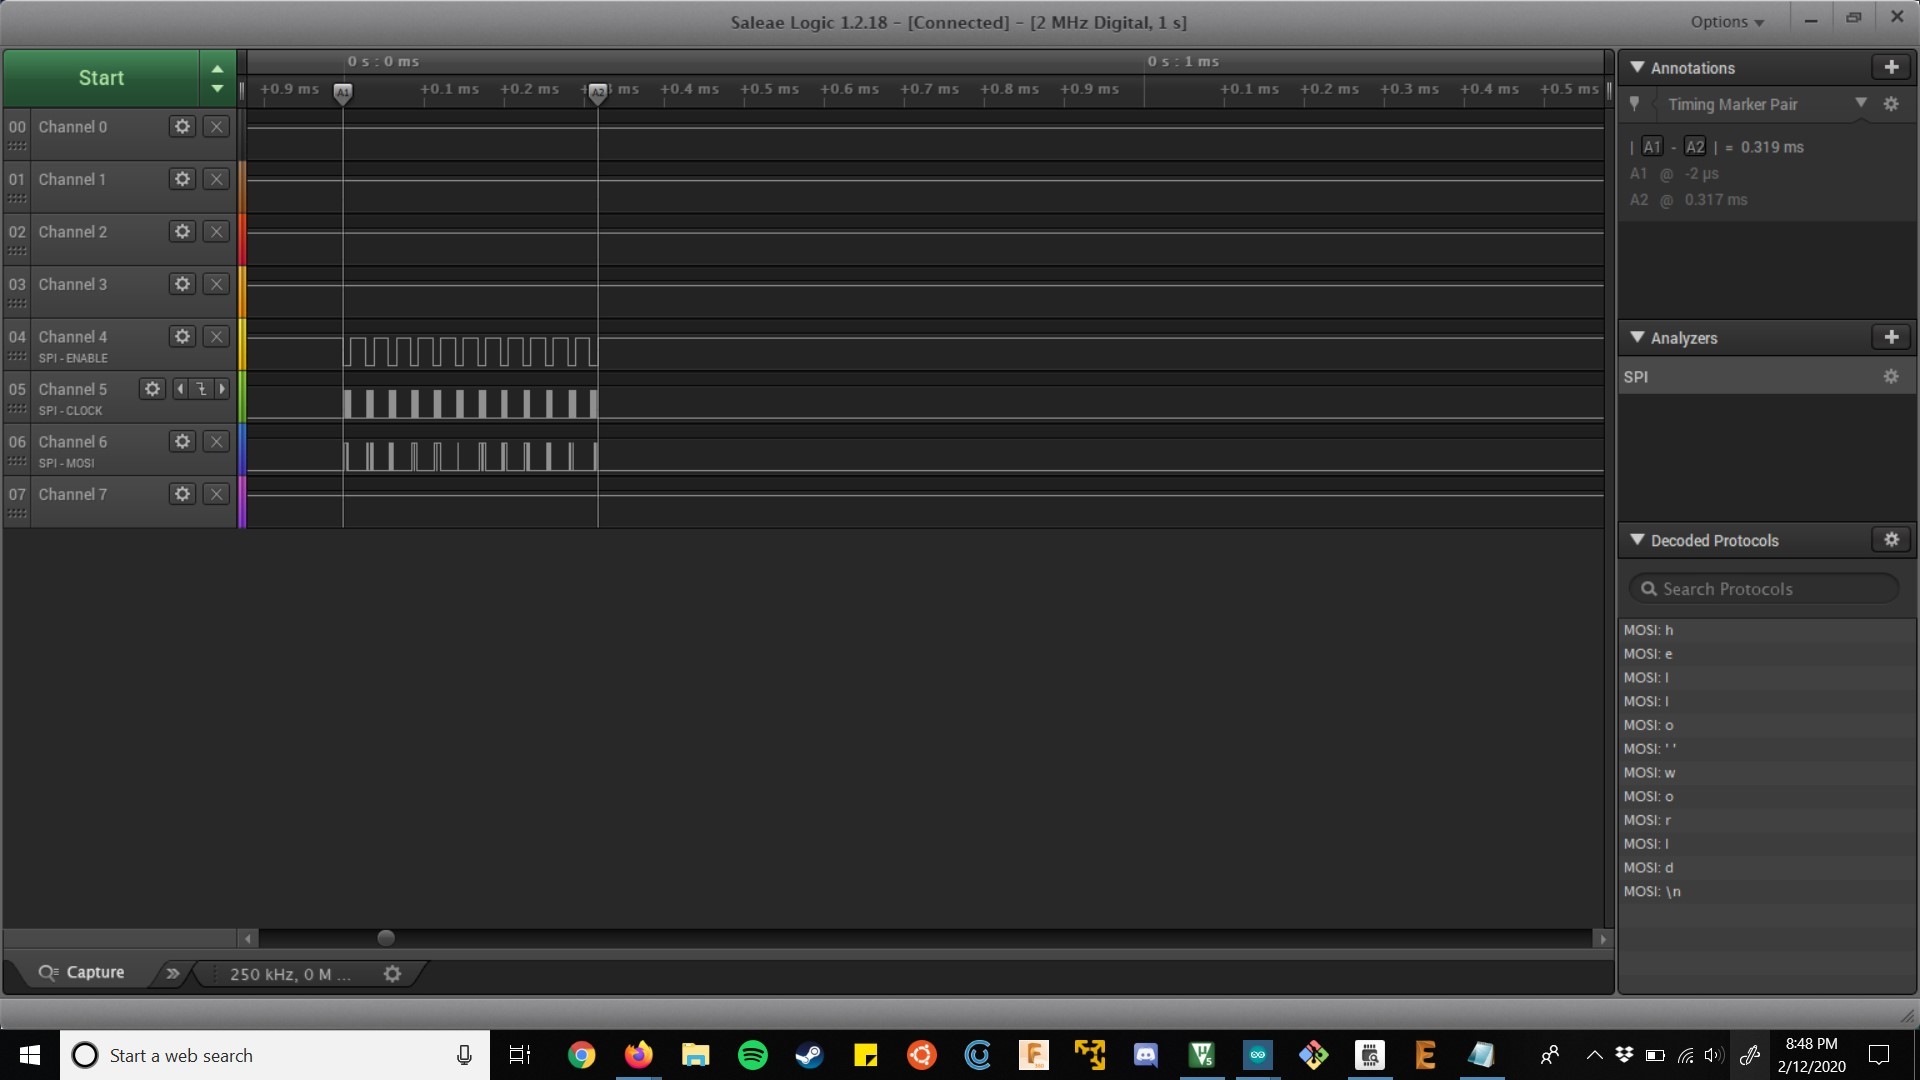 Saleae Logic 1.2.18 - [Connected] - [2 MHz Digital, 1 s]
Options
Start
0 s : 0 ms
0 s : 1 ms
+0.9 ms
A1
+0.1 ms
+0.2 ms
A2
ms
+0.4 ms
+0.5 ms
+0.6 ms
+0.7 ms
+0.8 ms
+0.9 ms
+0.1 ms
+0.2 ms
+0.3 ms
+0.4 ms
+0.5 ms
00 Channel 0
01 Channel 1
02 Channel 2
03 Channel 3
04 Channel 4
SPI - ENABLE
05 Channel 5
SPI - CLOCK
06 Channel 6
SPI - MOSI
07 Channel 7
Annotations
Timing Marker Pair
| A1 - A2 | = 0.319 ms
A1 @ -2 µs
A2 @ 0.317 ms
Analyzers
SPI
Decoded Protocols
Search Protocols
MOSI: h
MOSI: e
MOSI: l
MOSI: l
MOSI: o
MOSI: ' '
MOSI: w
MOSI: o
MOSI: r
MOSI: l
MOSI: d
MOSI: \n
Capture
250 kHz, 0 M ...
Start a web search
8:48 PM
2/12/2020